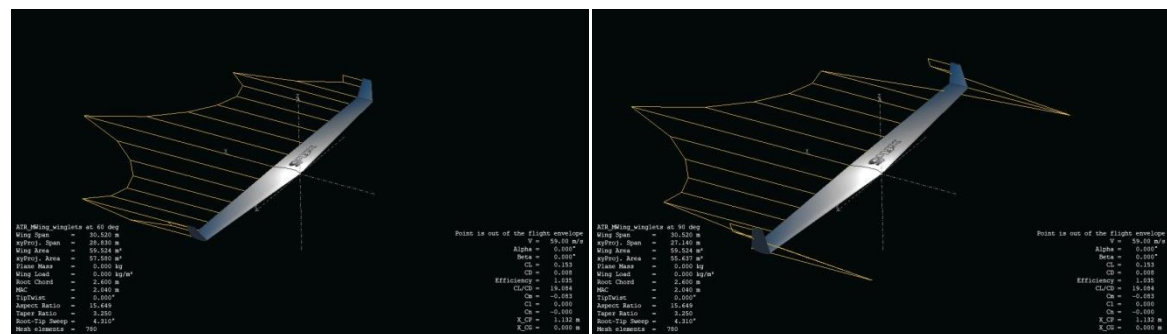 ATR_MWing_winglets at 60 deg
Wing Span = 30.520 m
xyProj. Span = 28.830 m
Wing Area = 59.524 m²
xyProj. Area = 57.580 m²
Plane Mass = 0.000 kg
Wing Load = 0.000 kg/m²
Root Chord = 2.600 m
MAC = 2.040 m
TipTwist = 0.000°
Aspect Ratio = 15.649
Taper Ratio = 3.250
Root-Tip Sweep = 4.310°
Mesh elements = 780
Point is out of the flight envelope
V = 59.00 m/s
Alpha = 0.000°
Beta = 0.000°
CL = 0.153
CD = 0.008
Efficiency = 1.035
CL/CD = 19.084
Cm = -0.083
Cl = 0.000
Cn = -0.000
X_CP = 1.132 m
X_CG = 0.000 m
ATR_MWing_winglets at 90 deg
Wing Span = 30.520 m
xyProj. Span = 27.140 m
Wing Area = 59.524 m²
xyProj. Area = 55.637 m²
Plane Mass = 0.000 kg
Wing Load = 0.000 kg/m²
Root Chord = 2.600 m
MAC = 2.040 m
TipTwist = 0.000°
Aspect Ratio = 15.649
Taper Ratio = 3.250
Root-Tip Sweep = 4.310°
Mesh elements = 780
Point is out of the flight envelope
V = 59.00 m/s
Alpha = 0.000°
Beta = 0.000°
CL = 0.153
CD = 0.008
Efficiency = 1.035
CL/CD = 19.084
Cm = -0.083
Cl = 0.000
Cn = -0.000
X_CP = 1.132 m
X_CG = 0.000 m